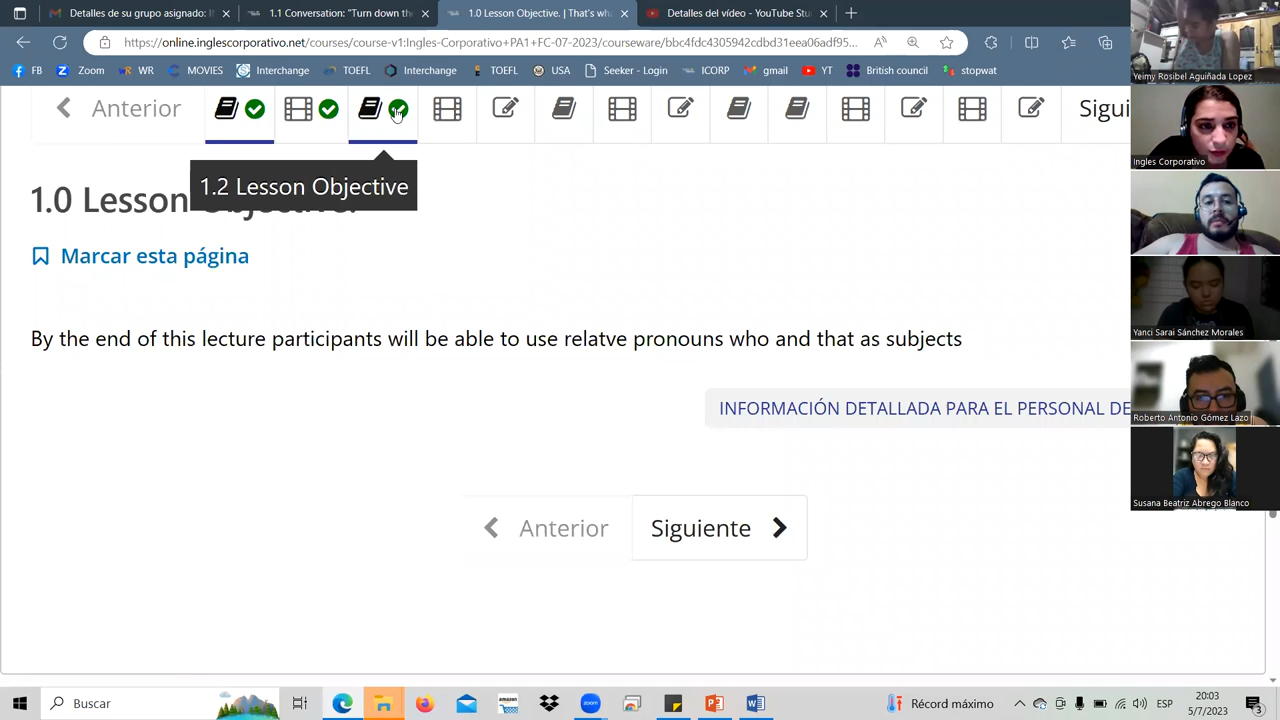 Detalles de su grupo asignado: I
1.1 Conversation: "Turn down the
1.0 Lesson Objective. | That's wha
Detalles del vídeo - YouTube Stu
https://online.inglescorporativo.net/courses/course-v1:Ingles-Corporativo+PA1+FC-07-2023/courseware/bbc4fdc4305942cdbd31eea06adf95...
FB
Zoom
WR
MOVIES
Interchange
TOEFL
Interchange
TOEFL
USA
Seeker - Login
ICORP
gmail
YT
British council
stopwat
Anterior
Sigui
1.2 Lesson Objective
1.0 Lesson Objective.
Marcar esta página
By the end of this lecture participants will be able to use relatve pronouns who and that as subjects
INFORMACIÓN DETALLADA PARA EL PERSONAL DE
Anterior
Siguiente
Yeimy Rosibel Aguiñada Lopez
Ingles Corporativo
Yanci Sarai Sánchez Morales
Roberto Antonio Gómez Lazo
Susana Beatriz Abrego Blanco
Buscar
Récord máximo
ESP
20:03
5/7/2023
3